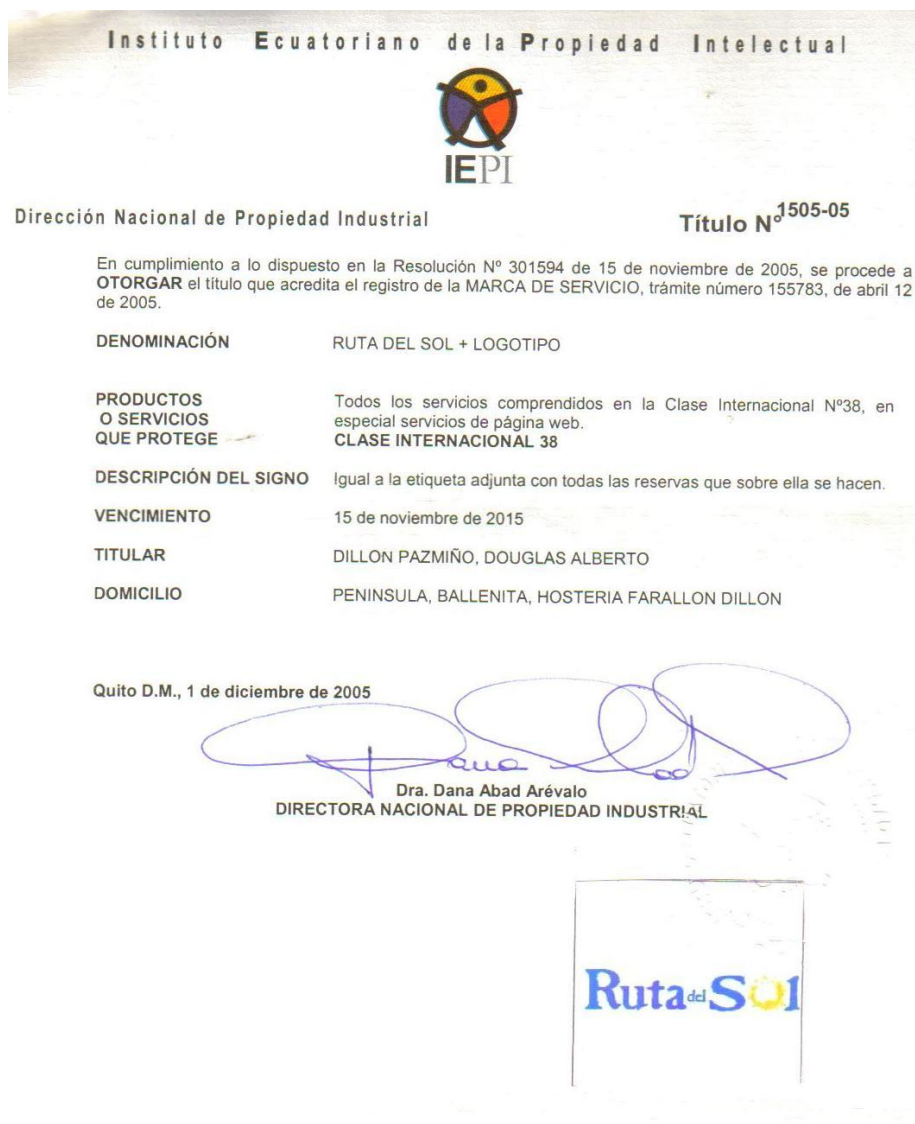 Instituto Ecuatoriano de la Propiedad Intelectual
IEPI
Dirección Nacional de Propiedad Industrial
Título Nº 1505-05
En cumplimiento a lo dispuesto en la Resolución Nº 301594 de 15 de noviembre de 2005, se procede a
OTORGAR el título que acredita el registro de la MARCA DE SERVICIO, trámite número 155783, de abril 12
de 2005.
DENOMINACIÓN RUTA DEL SOL + LOGOTIPO
PRODUCTOS Todos los servicios comprendidos en la Clase Internacional Nº38, en
O SERVICIOS especial servicios de página web.
QUE PROTEGE CLASE INTERNACIONAL 38
DESCRIPCIÓN DEL SIGNO Igual a la etiqueta adjunta con todas las reservas que sobre ella se hacen.
VENCIMIENTO 15 de noviembre de 2015
TITULAR DILLON PAZMIÑO, DOUGLAS ALBERTO
DOMICILIO PENINSULA, BALLENITA, HOSTERIA FARALLON DILLON
Quito D.M., 1 de diciembre de 2005
Dra. Dana Abad Arévalo
DIRECTORA NACIONAL DE PROPIEDAD INDUSTRIAL
Ruta del Sol